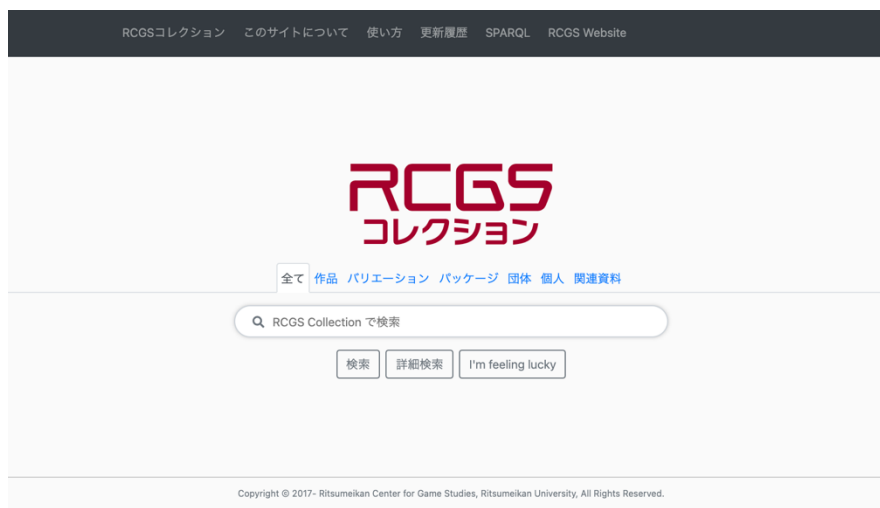 RCGSコレクション このサイトについて 使い方 更新履歴 SPARQL RCGS Website
RCGS
コレクション
全て 作品 バリエーション パッケージ 団体 個人 関連資料
RCGS Collection で検索
検索 詳細検索 I'm feeling lucky
Copyright © 2017- Ritsumeikan Center for Game Studies, Ritsumeikan University, All Rights Reserved.